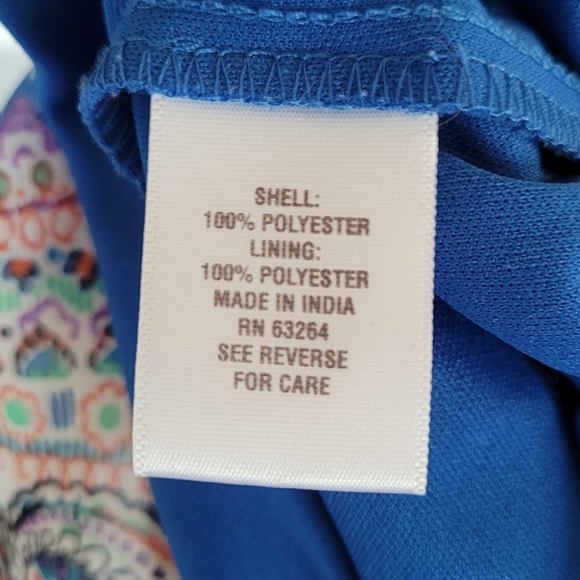 SHELL:
100% POLYESTER
LINING:
100% POLYESTER
MADE IN INDIA
RN 63264
SEE REVERSE
FOR CARE